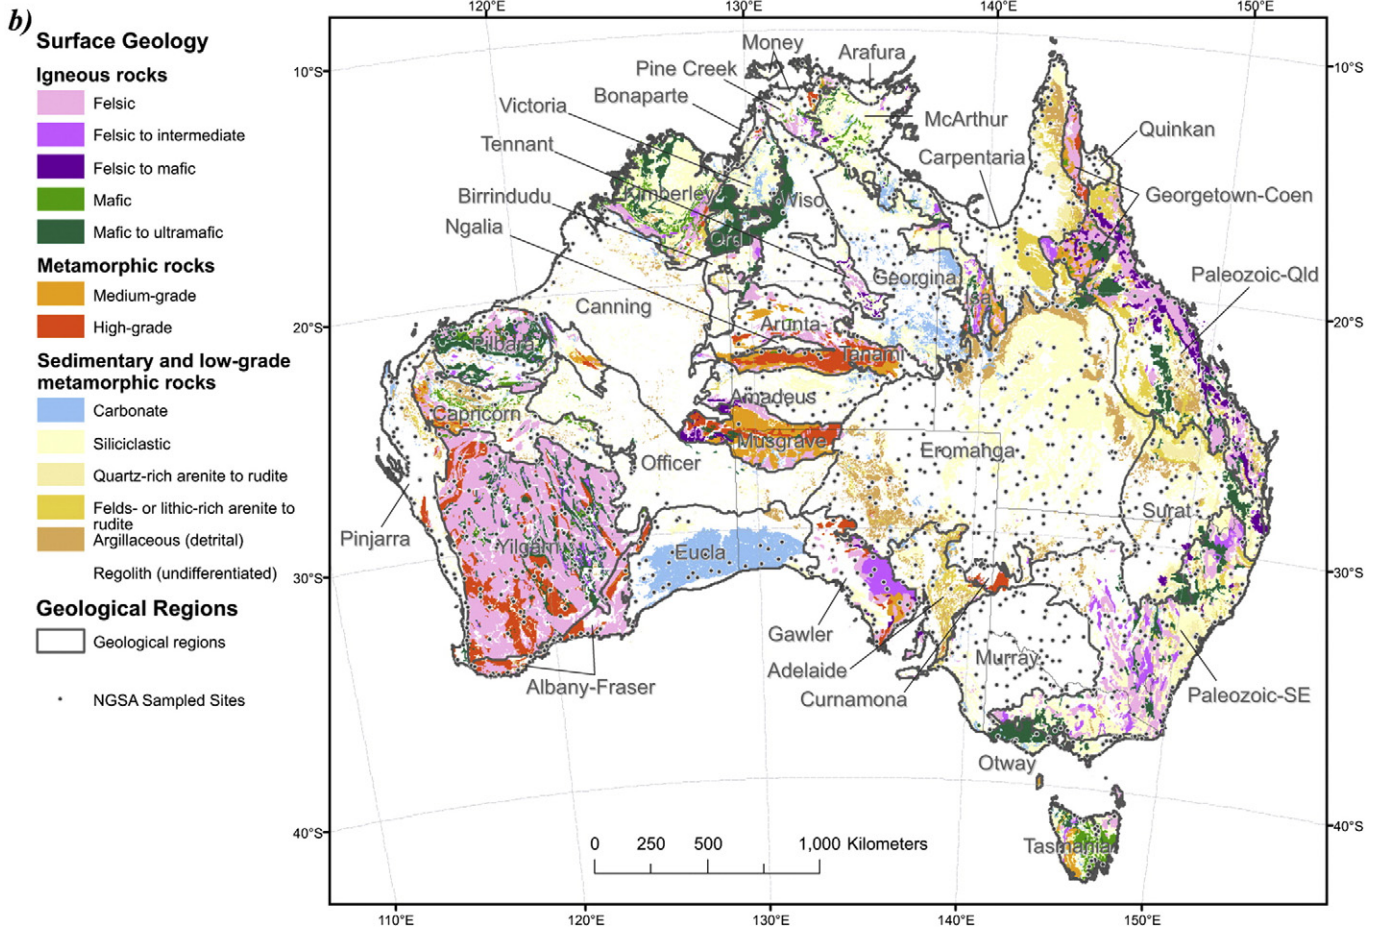 b)
Surface Geology
Igneous rocks
Felsic
Felsic to intermediate
Felsic to mafic
Mafic
Mafic to ultramafic
Metamorphic rocks
Medium-grade
High-grade
Sedimentary and low-grade
metamorphic rocks
Carbonate
Siliciclastic
Quartz-rich arenite to rudite
Felds- or lithic-rich arenite to
rudite
Argillaceous (detrital)
Regolith (undifferentiated)
Geological Regions
Geological regions
NGSA Sampled Sites
120°E
130°E
140°E
150°E
10°S
20°S
30°S
40°S
10°S
20°S
30°S
40°S
110°E
120°E
130°E
140°E
150°E
Money
Arafura
Pine Creek
Bonaparte
Victoria
McArthur
Tennant
Carpentaria
Quinkan
Birrindudu
Kimberley
Wiso
Georgetown-Coen
Ngalia
Ord
Georgina
Isa
Paleozoic-Qld
Canning
Arunta-
Tanami
Pilbara
Amadeus
Capricorn
Musgrave
Officer
Eromanga
Surat
Pinjarra
Yilgarn
Eucla
Gawler
Adelaide
Curnamona
Murray
Albany-Fraser
Paleozoic-SE
Otway
Tasmania
0 250 500 1,000 Kilometers